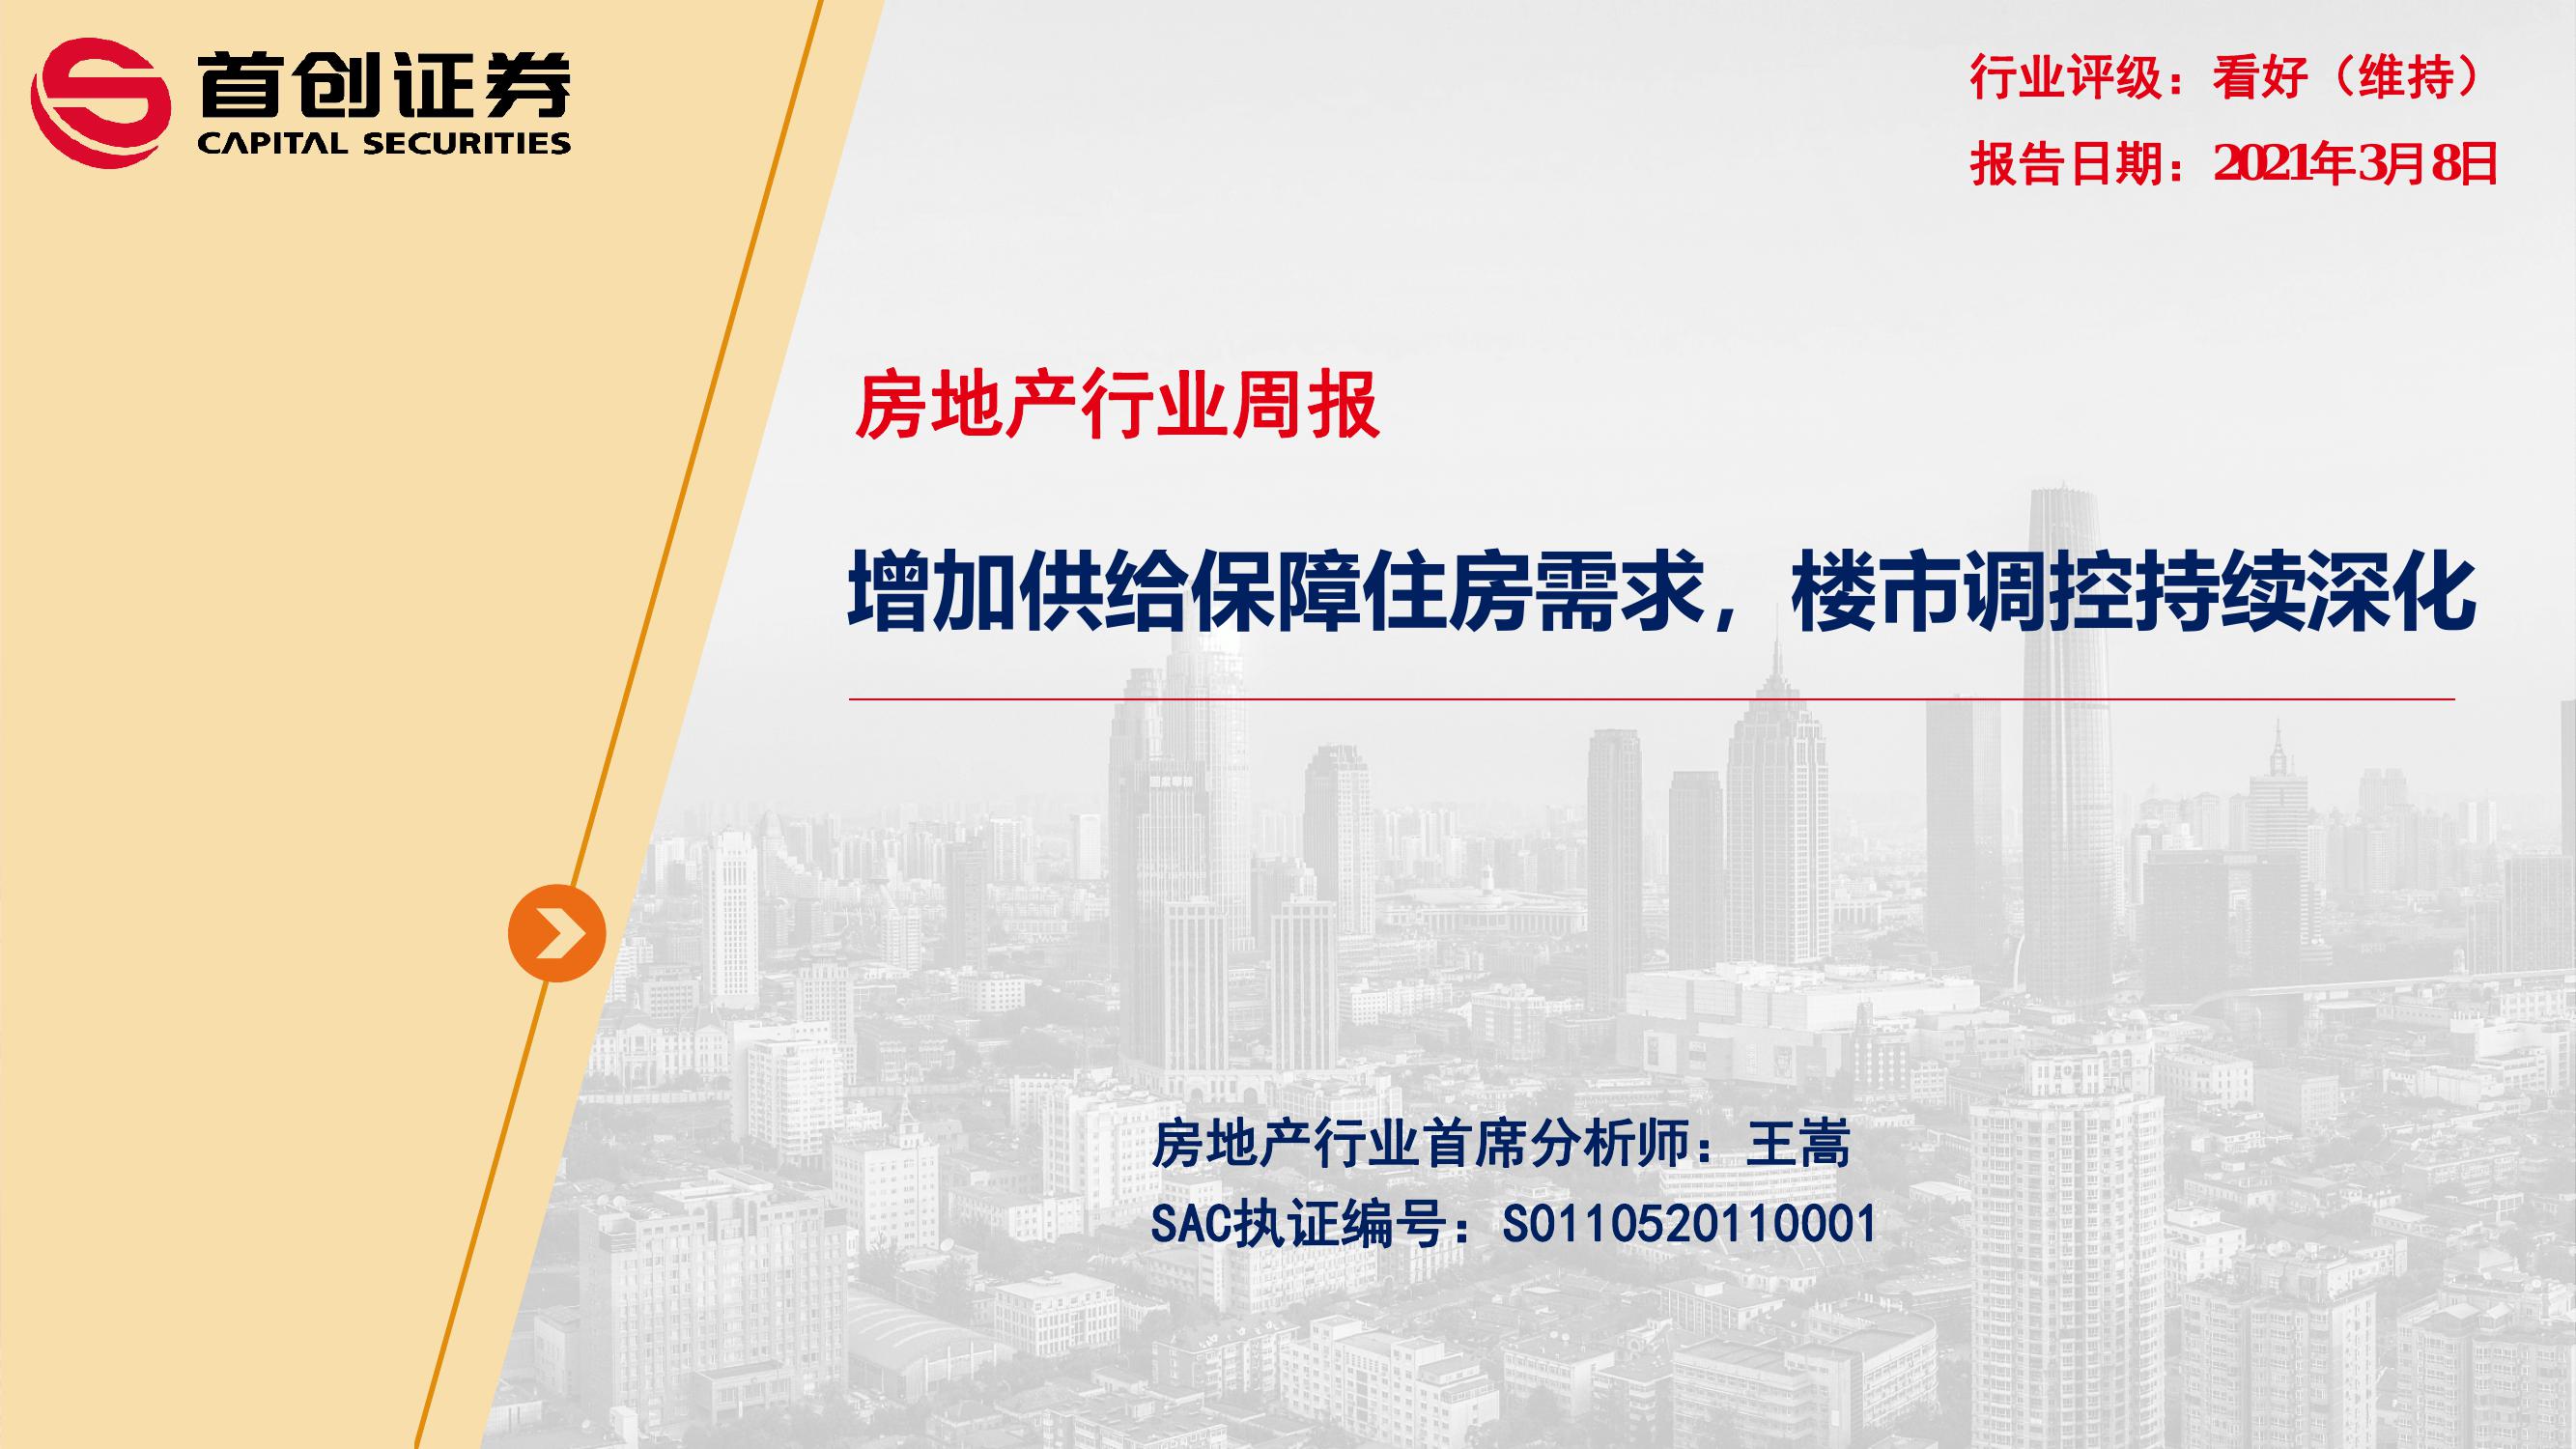 首创证券
CAPITAL SECURITIES
行业评级：看好（维持）
报告日期：2021年3月8日
房地产行业周报
增加供给保障住房需求，楼市调控持续深化
房地产行业首席分析师：王嵩
SAC执证编号：S0110520110001